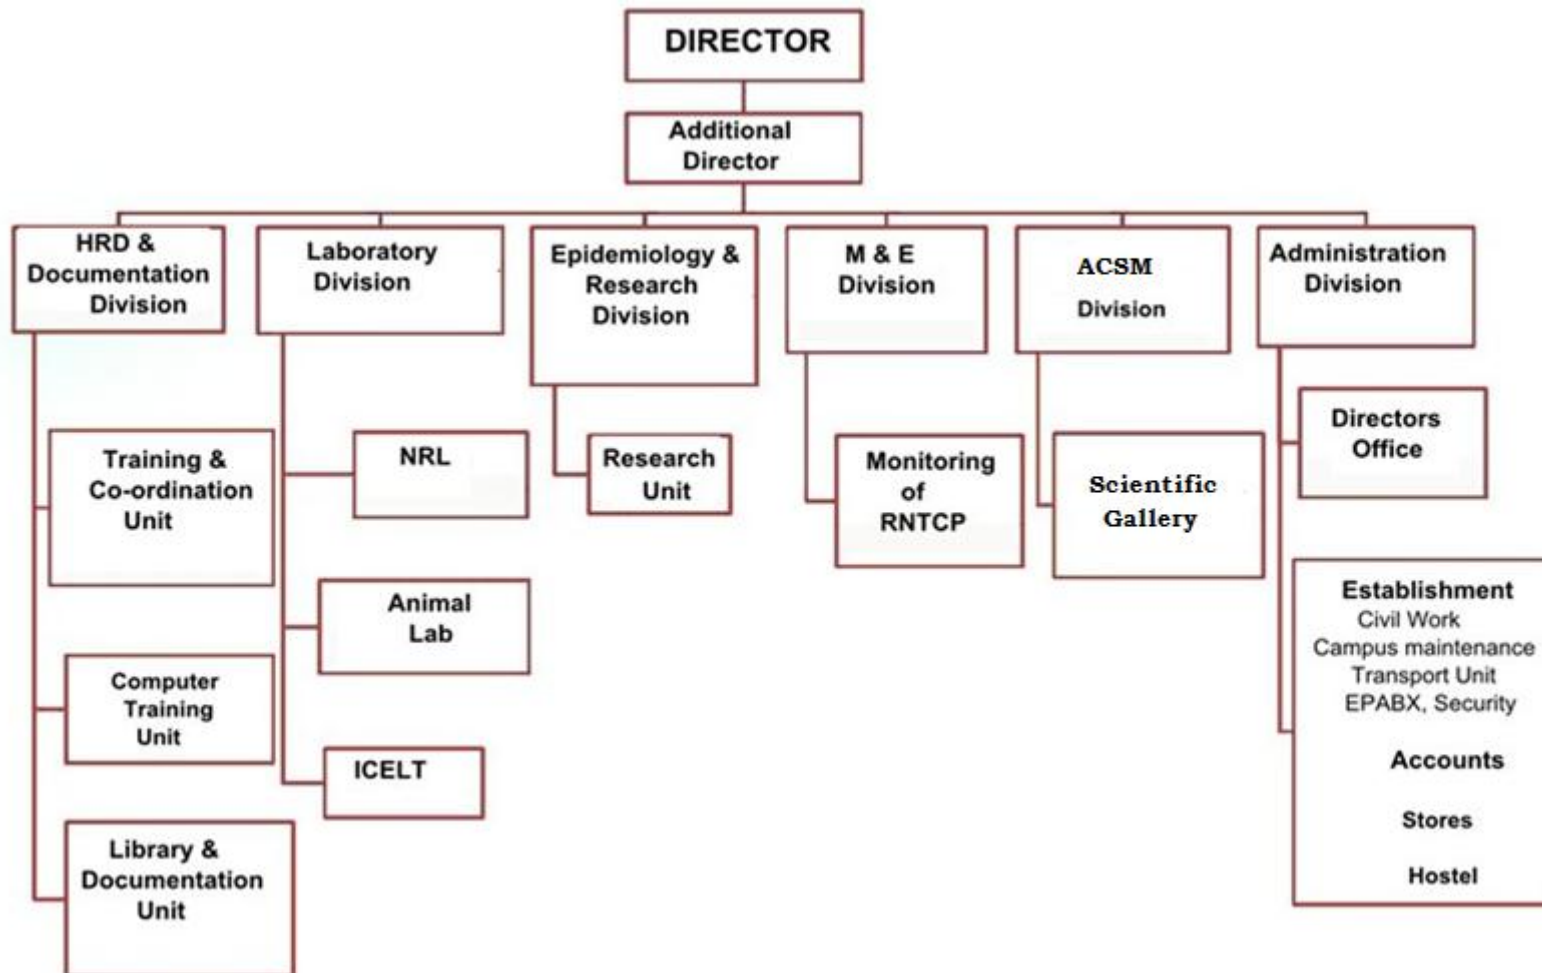 DIRECTOR
Additional
Director
HRD &
Documentation
Division
Laboratory
Division
Epidemiology &
Research
Division
M & E
Division
ACSM
Division
Administration
Division
Training &
Co-ordination
Unit
Computer
Training
Unit
Library &
Documentation
Unit
NRL
Animal
Lab
ICELT
Research
Unit
Monitoring
of
RNTCP
Scientific
Gallery
Directors
Office
Establishment
Civil Work
Campus maintenance
Transport Unit
EPABX, Security
Accounts
Stores
Hostel